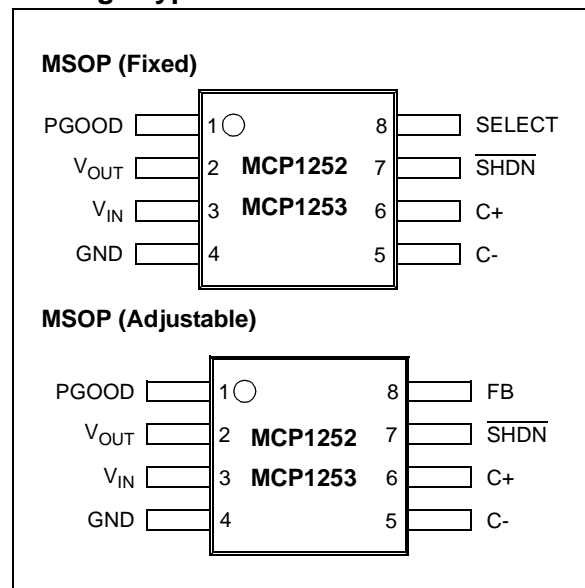 MSOP (Fixed)
PGOOD 1 8 SELECT
VOUT 2 MCP1252 7 SHDN
VIN 3 MCP1253 6 C+
GND 4 5 C-
MSOP (Adjustable)
PGOOD 1 8 FB
VOUT 2 MCP1252 7 SHDN
VIN 3 MCP1253 6 C+
GND 4 5 C-